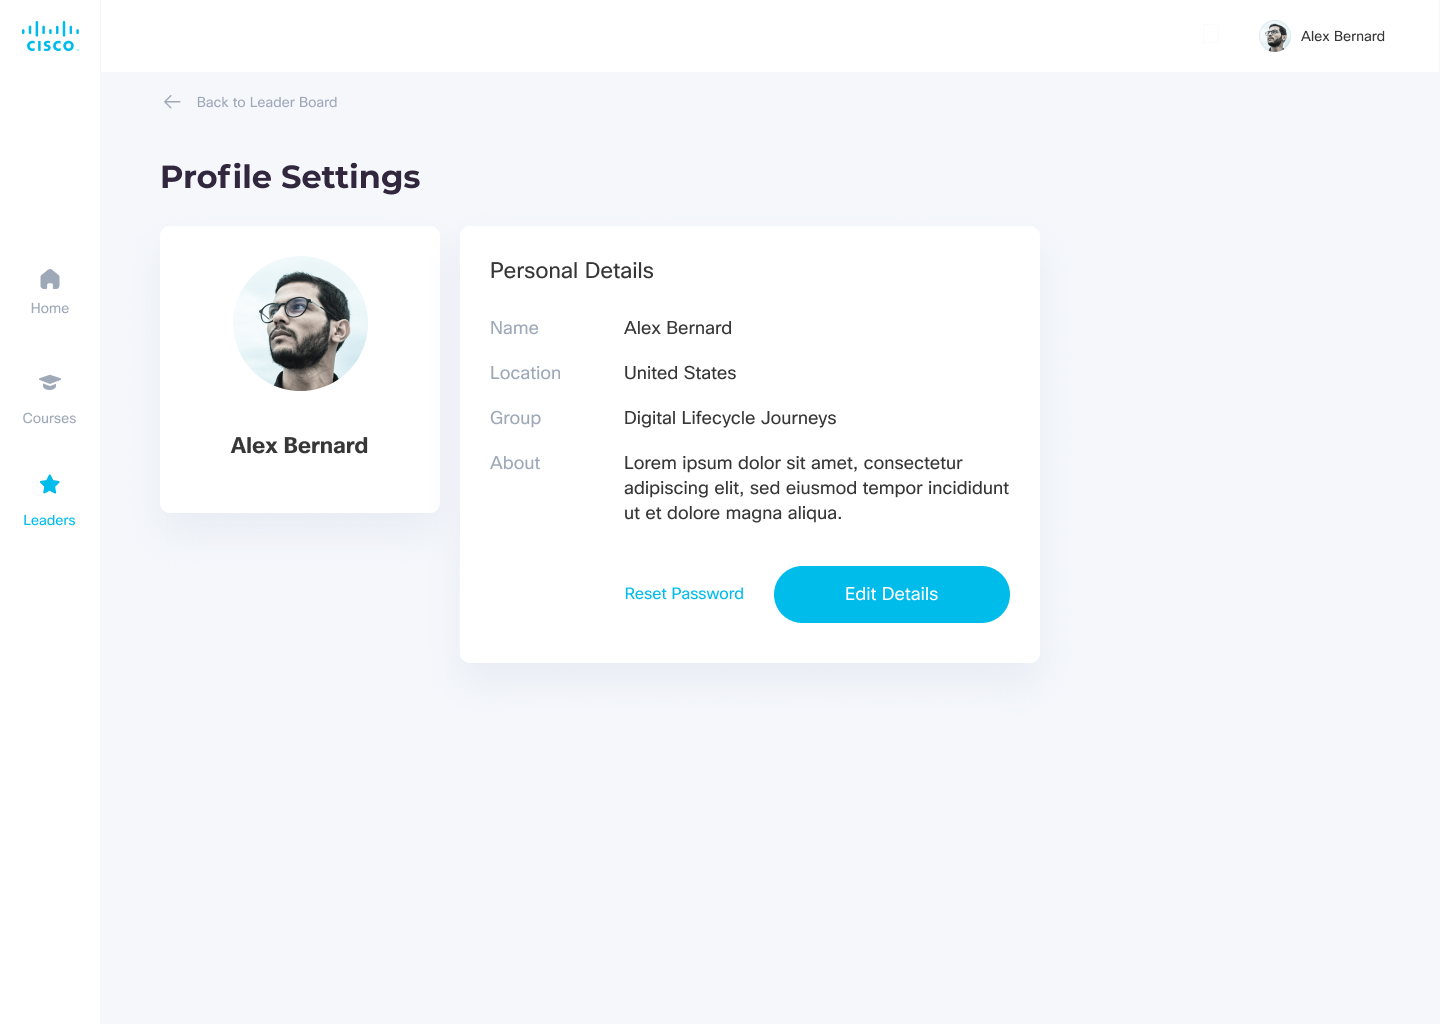 CISCO
Alex Bernard
Back to Leader Board
Profile Settings
Home
Courses
Leaders
Alex Bernard
Personal Details
Name Alex Bernard
Location United States
Group Digital Lifecycle Journeys
About Lorem ipsum dolor sit amet, consectetur
adipiscing elit, sed eiusmod tempor incididunt
ut et dolore magna aliqua.
Reset Password Edit Details